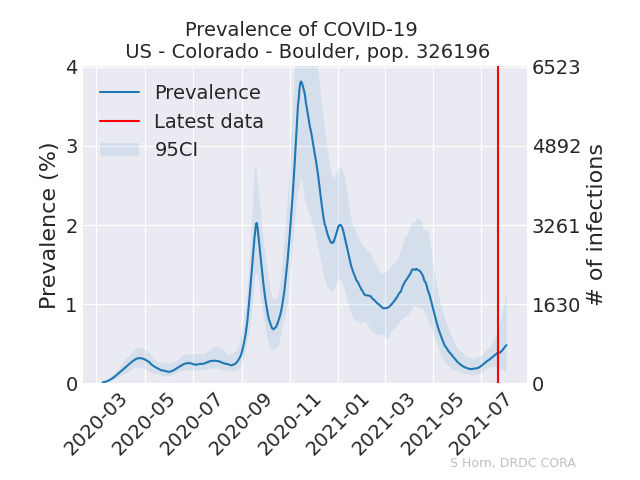 Prevalence of COVID-19
US - Colorado - Boulder, pop. 326196
Prevalence
Latest data
95CI
Prevalence (%)
4
3
2
1
0
6523
4892
3261
1630
0
# of infections
2020-03
2020-05
2020-07
2020-09
2020-11
2021-01
2021-03
2021-05
2021-07
S Horn, DRDC CORA